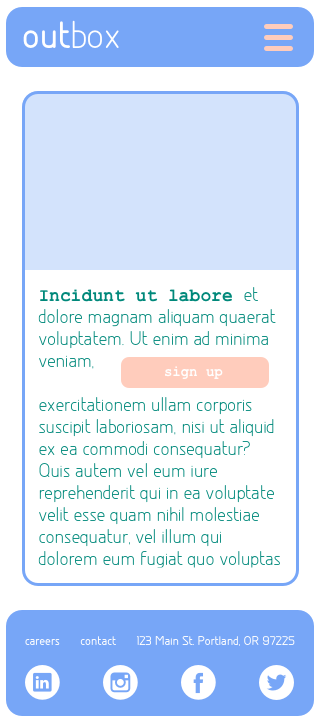 outbox
Incidunt ut labore et
dolore magnam aliquam quaerat
voluptatem. Ut enim ad minima
veniam,
sign up
exercitationem ullam corporis
suscipit laboriosam, nisi ut aliquid
ex ea commodi consequatur?
Quis autem vel eum iure
reprehenderit qui in ea voluptate
velit esse quam nihil molestiae
consequatur, vel illum qui
dolorem eum fugiat quo voluptas
careers contact 123 Main St. Portland, OR 97225